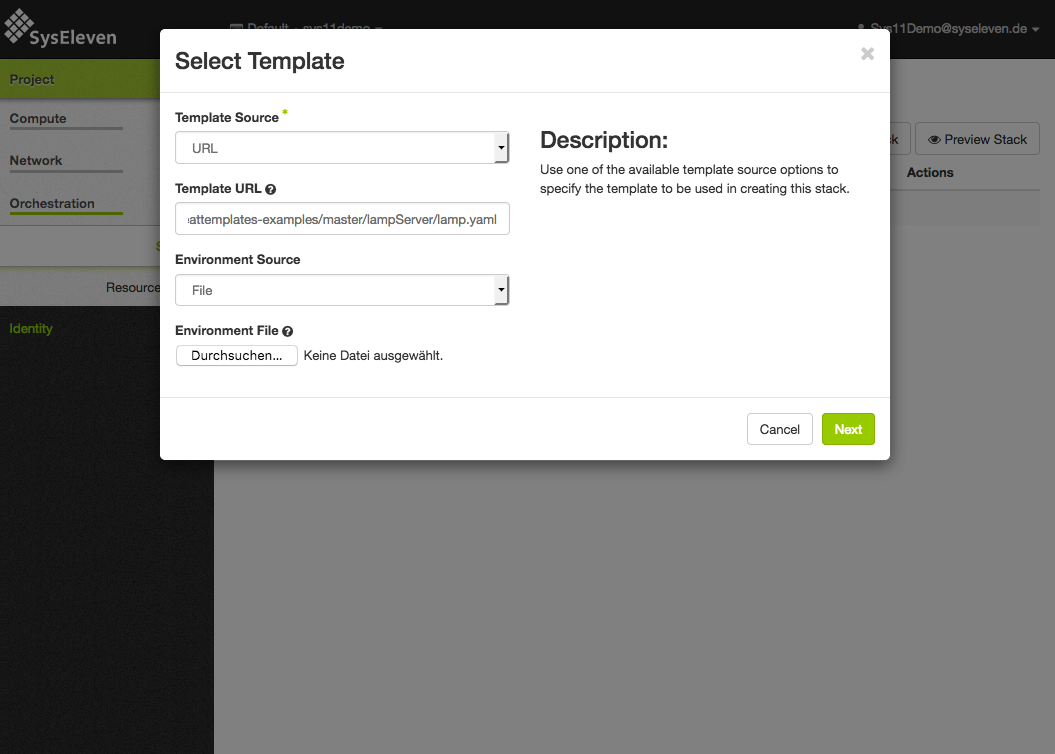 SysEleven
Default
sys11demo
Sys11Demo@syseleven.de
Select Template
×
Project
Compute
Network
Orchestration
Resource
Identity
Template Source *
URL
Template URL
attemplates-examples/master/lampServer/lamp.yaml
Environment Source
File
Environment File
Durchsuchen... Keine Datei ausgewählt.
Description:
Use one of the available template source options to
specify the template to be used in creating this stack.
Preview Stack
Actions
Cancel
Next